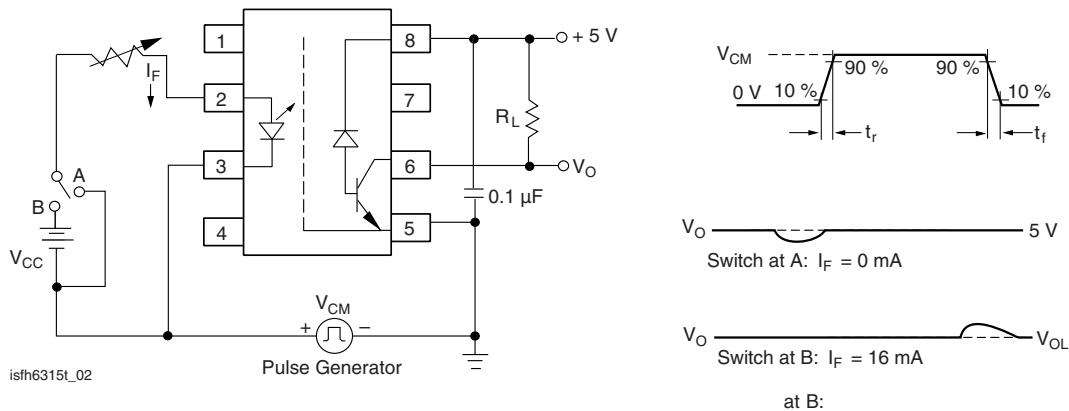 1
8
+ 5 V
I_F
2
7
R_L
3
6
V_O
A
B
0.1 µF
4
5
V_CC
V_CM
+
−
Pulse Generator
isfh6315t_02
V_CM
90 %
90 %
0 V
10 %
10 %
t_r
t_f
V_O
5 V
Switch at A: I_F = 0 mA
V_O
V_OL
Switch at B: I_F = 16 mA
at B: